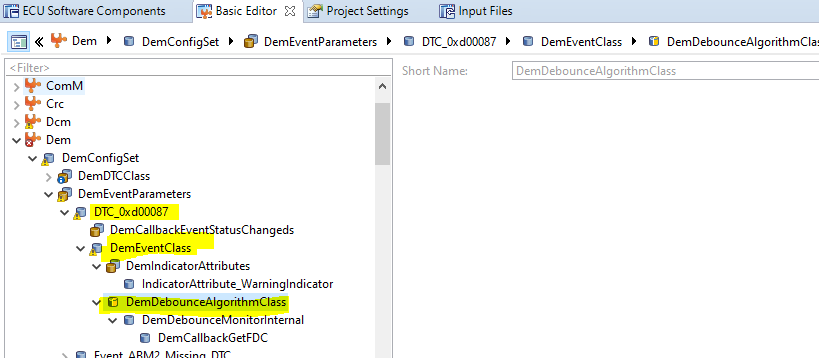 ECU Software Components Basic Editor Project Settings Input Files
« Dem DemConfigSet DemEventParameters DTC_0xd00087 DemEventClass DemDebounceAlgorithmClas
<Filter>
Short Name: DemDebounceAlgorithmClass
ComM
Crc
Dcm
Dem
DemConfigSet
DemDTCClass
DemEventParameters
DTC_0xd00087
DemCallbackEventStatusChangeds
DemEventClass
DemIndicatorAttributes
IndicatorAttribute_WarningIndicator
DemDebounceAlgorithmClass
DemDebounceMonitorInternal
DemCallbackGetFDC
Event_ABM2_Missing_DTC